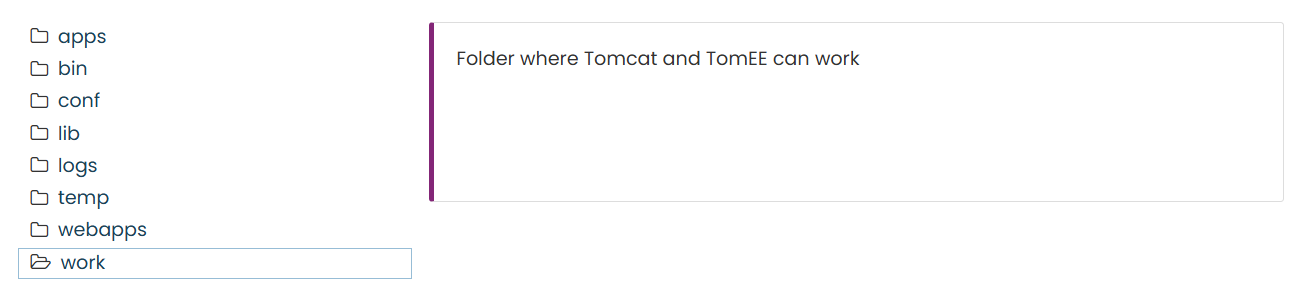 apps
bin
conf
lib
logs
temp
webapps
work
Folder where Tomcat and TomEE can work